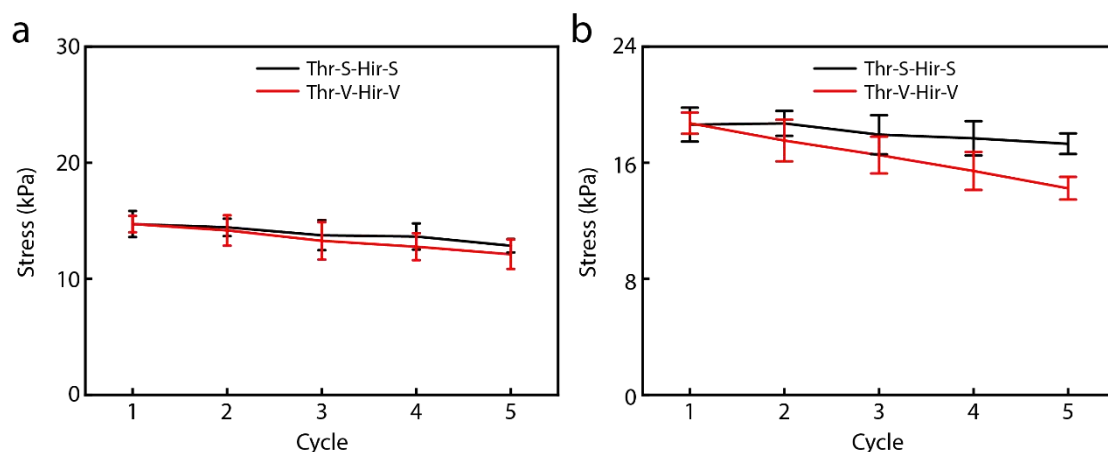 a
30
20
10
0
Stress (kPa)
Thr-S-Hir-S
Thr-V-Hir-V
1 2 3 4 5
Cycle
b
24
16
8
0
Stress (kPa)
Thr-S-Hir-S
Thr-V-Hir-V
1 2 3 4 5
Cycle